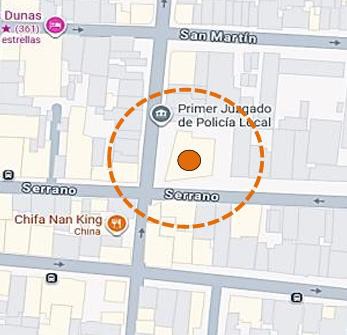 Dunas
★ (361)
estrellas
San Martín
Primer Juzgado
de Policía Local
Serrano
Serrano
Chifa Nan King
China